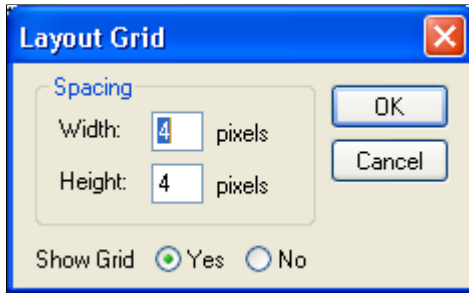 Layout Grid
Spacing
Width: 4 pixels
Height: 4 pixels
OK
Cancel
Show Grid Yes No